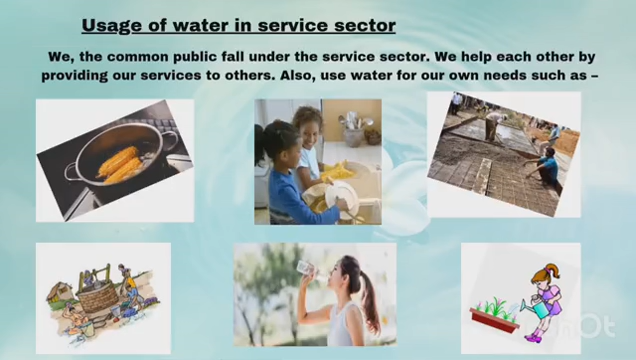 Usage of water in service sector
We, the common public fall under the service sector. We help each other by
providing our services to others. Also, use water for our own needs such as –